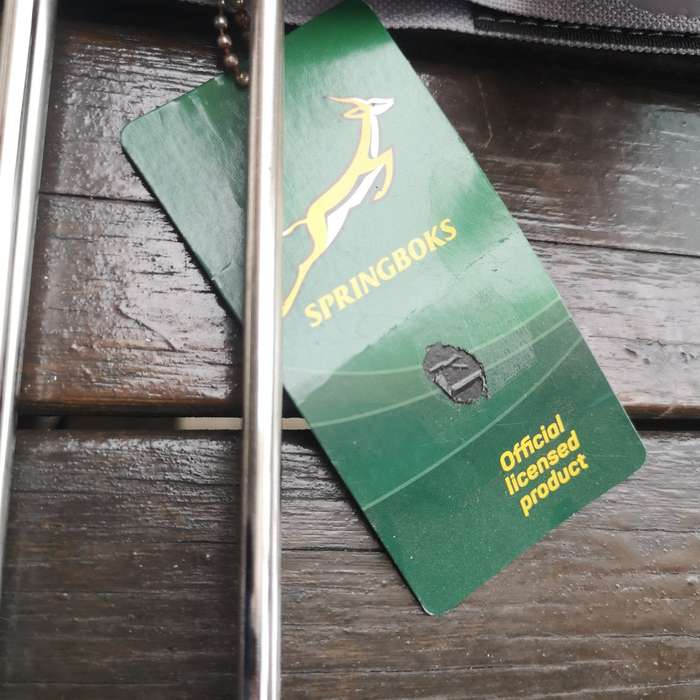 SPRINGBOKS
Official
licensed
product